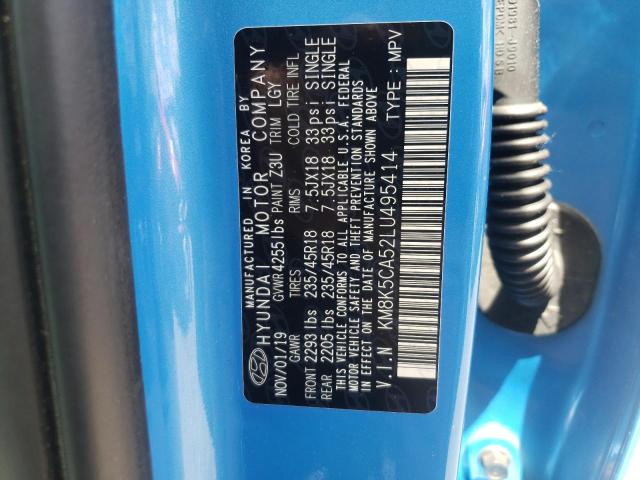 MANUFACTURED IN KOREA BY
HYUNDAI MOTOR COMPANY
NOV/01/19 GVWR 4255lbs PAINT Z3U TRIM LGY
GAWR TIRES RIMS COLD TIRE INFL
FRONT 2293lbs 235/45R18 7.5JX18 33psi SINGLE
REAR 2205lbs 235/45R18 7.5JX18 33psi SINGLE
THIS VEHICLE CONFORMS TO ALL APPLICABLE U.S.A. FEDERAL
MOTOR VEHICLE SAFETY AND THEFT PREVENTION STANDARDS
IN EFFECT ON THE DATE OF MANUFACTURE SHOWN ABOVE
V.I.N KM8K5CA52LU495414 TYPE : MPV